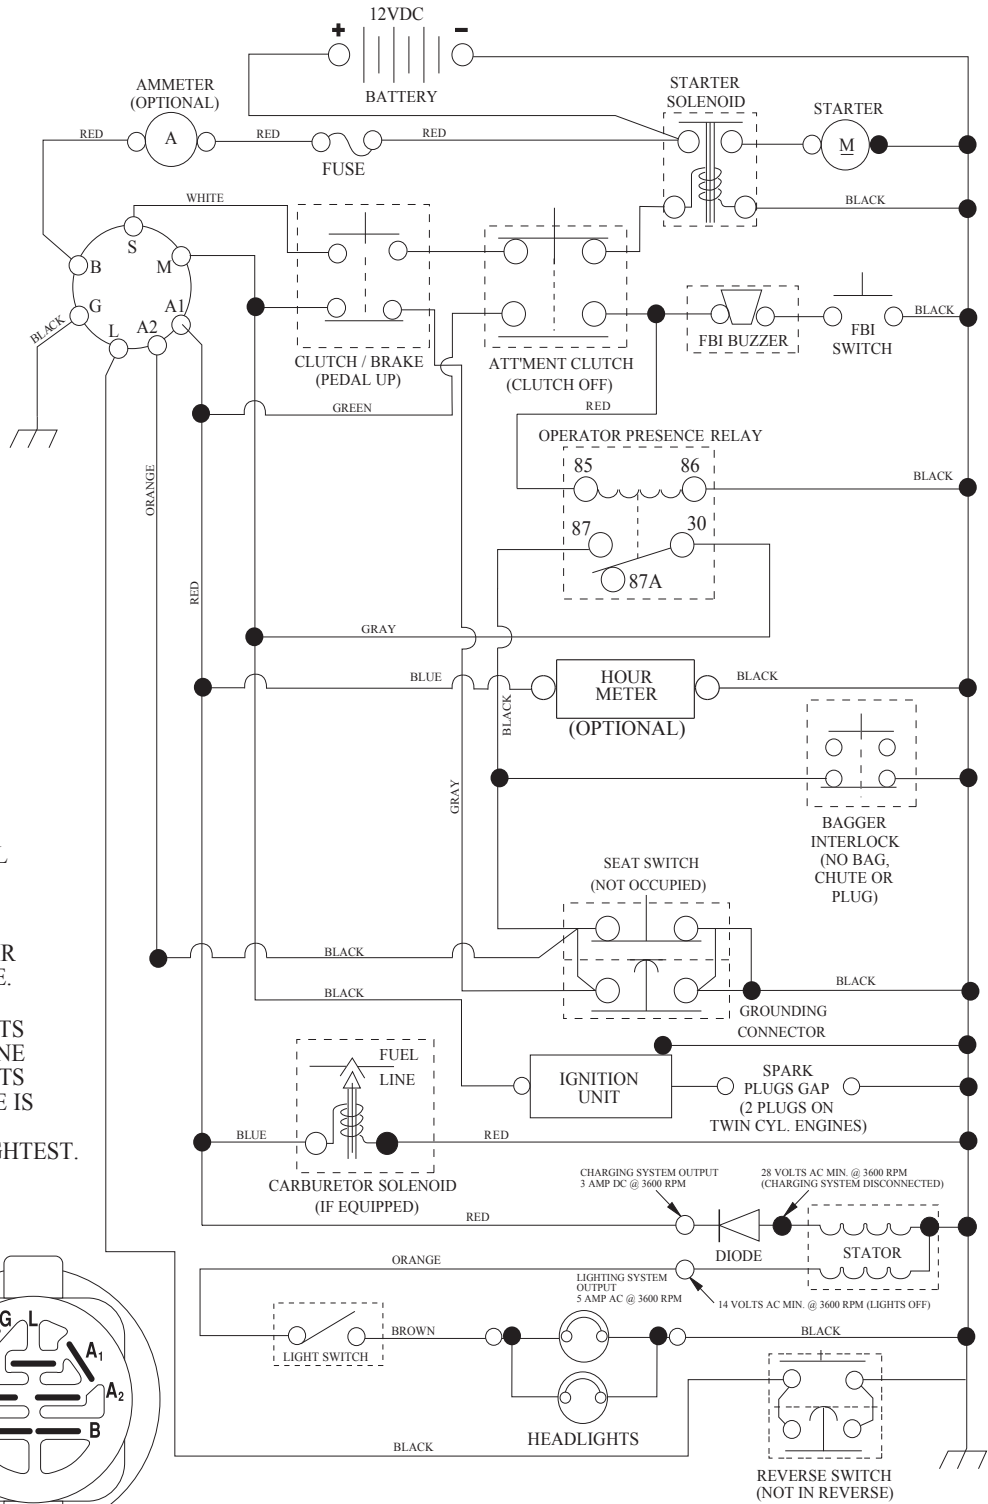 12VDC
+
-
BATTERY
AMMETER
(OPTIONAL)
STARTER
SOLENOID
STARTER
RED
A
RED
RED
FUSE
M
WHITE
BLACK
S
B
M
G
A1
L
A2
BLACK
CLUTCH / BRAKE
(PEDAL UP)
ATT'MENT CLUTCH
(CLUTCH OFF)
FBI BUZZER
FBI
SWITCH
BLACK
GREEN
RED
OPERATOR PRESENCE RELAY
85
86
BLACK
ORANGE
87
30
87A
RED
GRAY
BLUE
HOUR
METER
(OPTIONAL)
BLACK
BLACK
GRAY
BAGGER
INTERLOCK
(NO BAG,
CHUTE OR
PLUG)
L
SEAT SWITCH
(NOT OCCUPIED)
R
BLACK
E.
BLACK
BLACK
GROUNDING
CONNECTOR
TS
NE
TS
E IS
GHTEST.
FUEL
LINE
IGNITION
UNIT
SPARK
PLUGS GAP
(2 PLUGS ON
TWIN CYL. ENGINES)
BLUE
RED
CARBURETOR SOLENOID
(IF EQUIPPED)
CHARGING SYSTEM OUTPUT
3 AMP DC @ 3600 RPM
28 VOLTS AC MIN. @ 3600 RPM
(CHARGING SYSTEM DISCONNECTED)
RED
DIODE
STATOR
ORANGE
LIGHTING SYSTEM
OUTPUT
5 AMP AC @ 3600 RPM
14 VOLTS AC MIN. @ 3600 RPM (LIGHTS OFF)
LIGHT SWITCH
BROWN
BLACK
HEADLIGHTS
G
L
A1
A2
B
BLACK
REVERSE SWITCH
(NOT IN REVERSE)